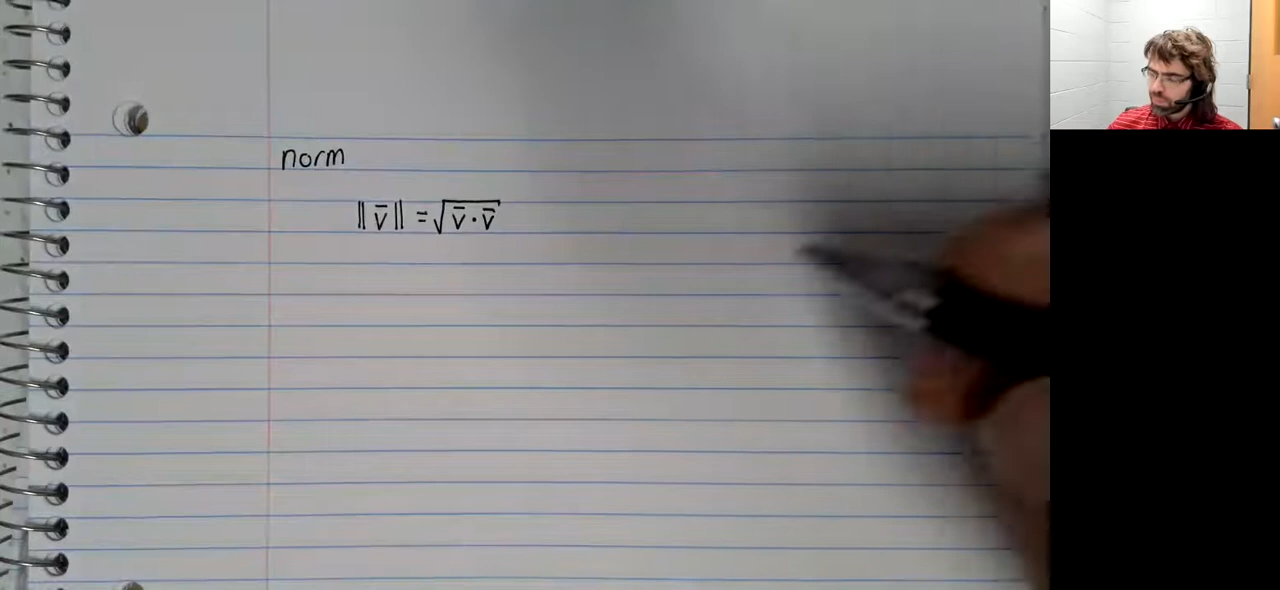 norm
‖v̄‖ = √(v̄·v̄)